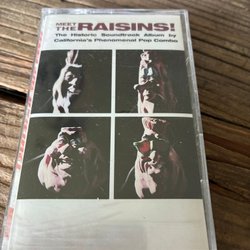 MEET
THE RAISINS!
The Historic Soundtrack Album by
California's Phenomenal Pop Combo